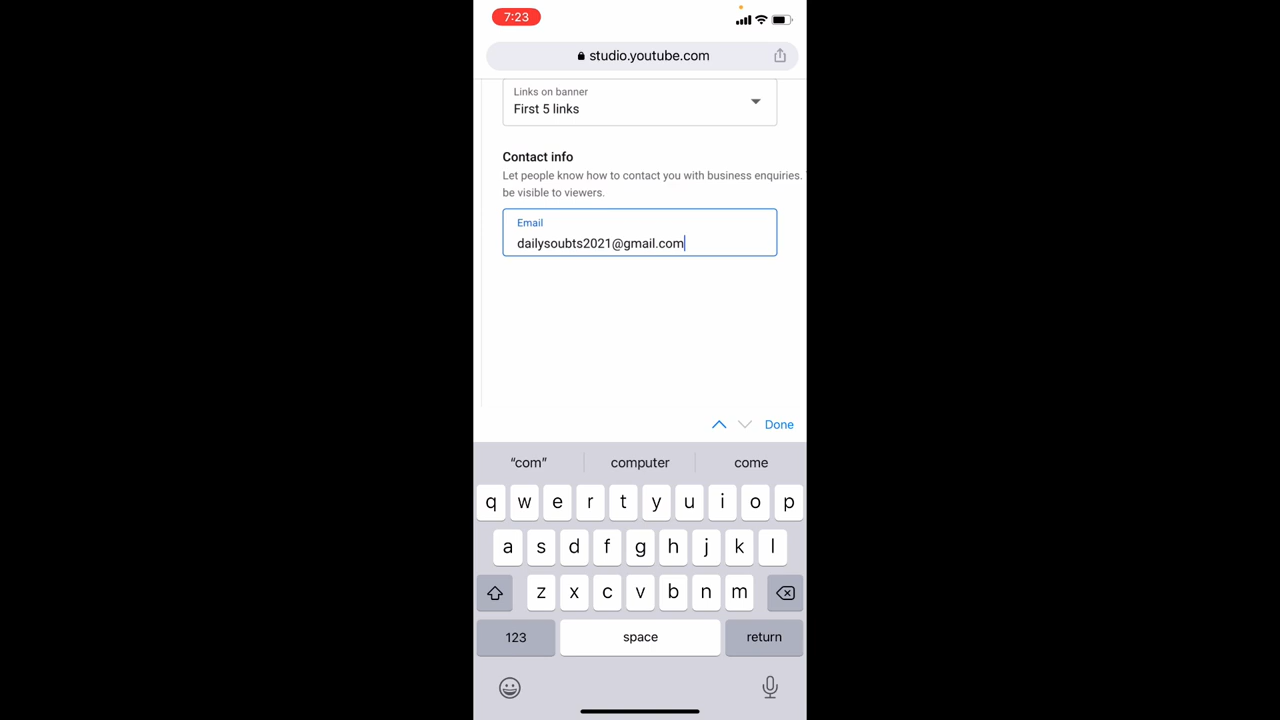 7:23
studio.youtube.com
Links on banner
First 5 links
Contact info
Let people know how to contact you with business enquiries.
be visible to viewers.
Email
dailysoubts2021@gmail.com
Done
“com” computer come
q w e r t y u i o p
a s d f g h j k l
z x c v b n m
123 space return